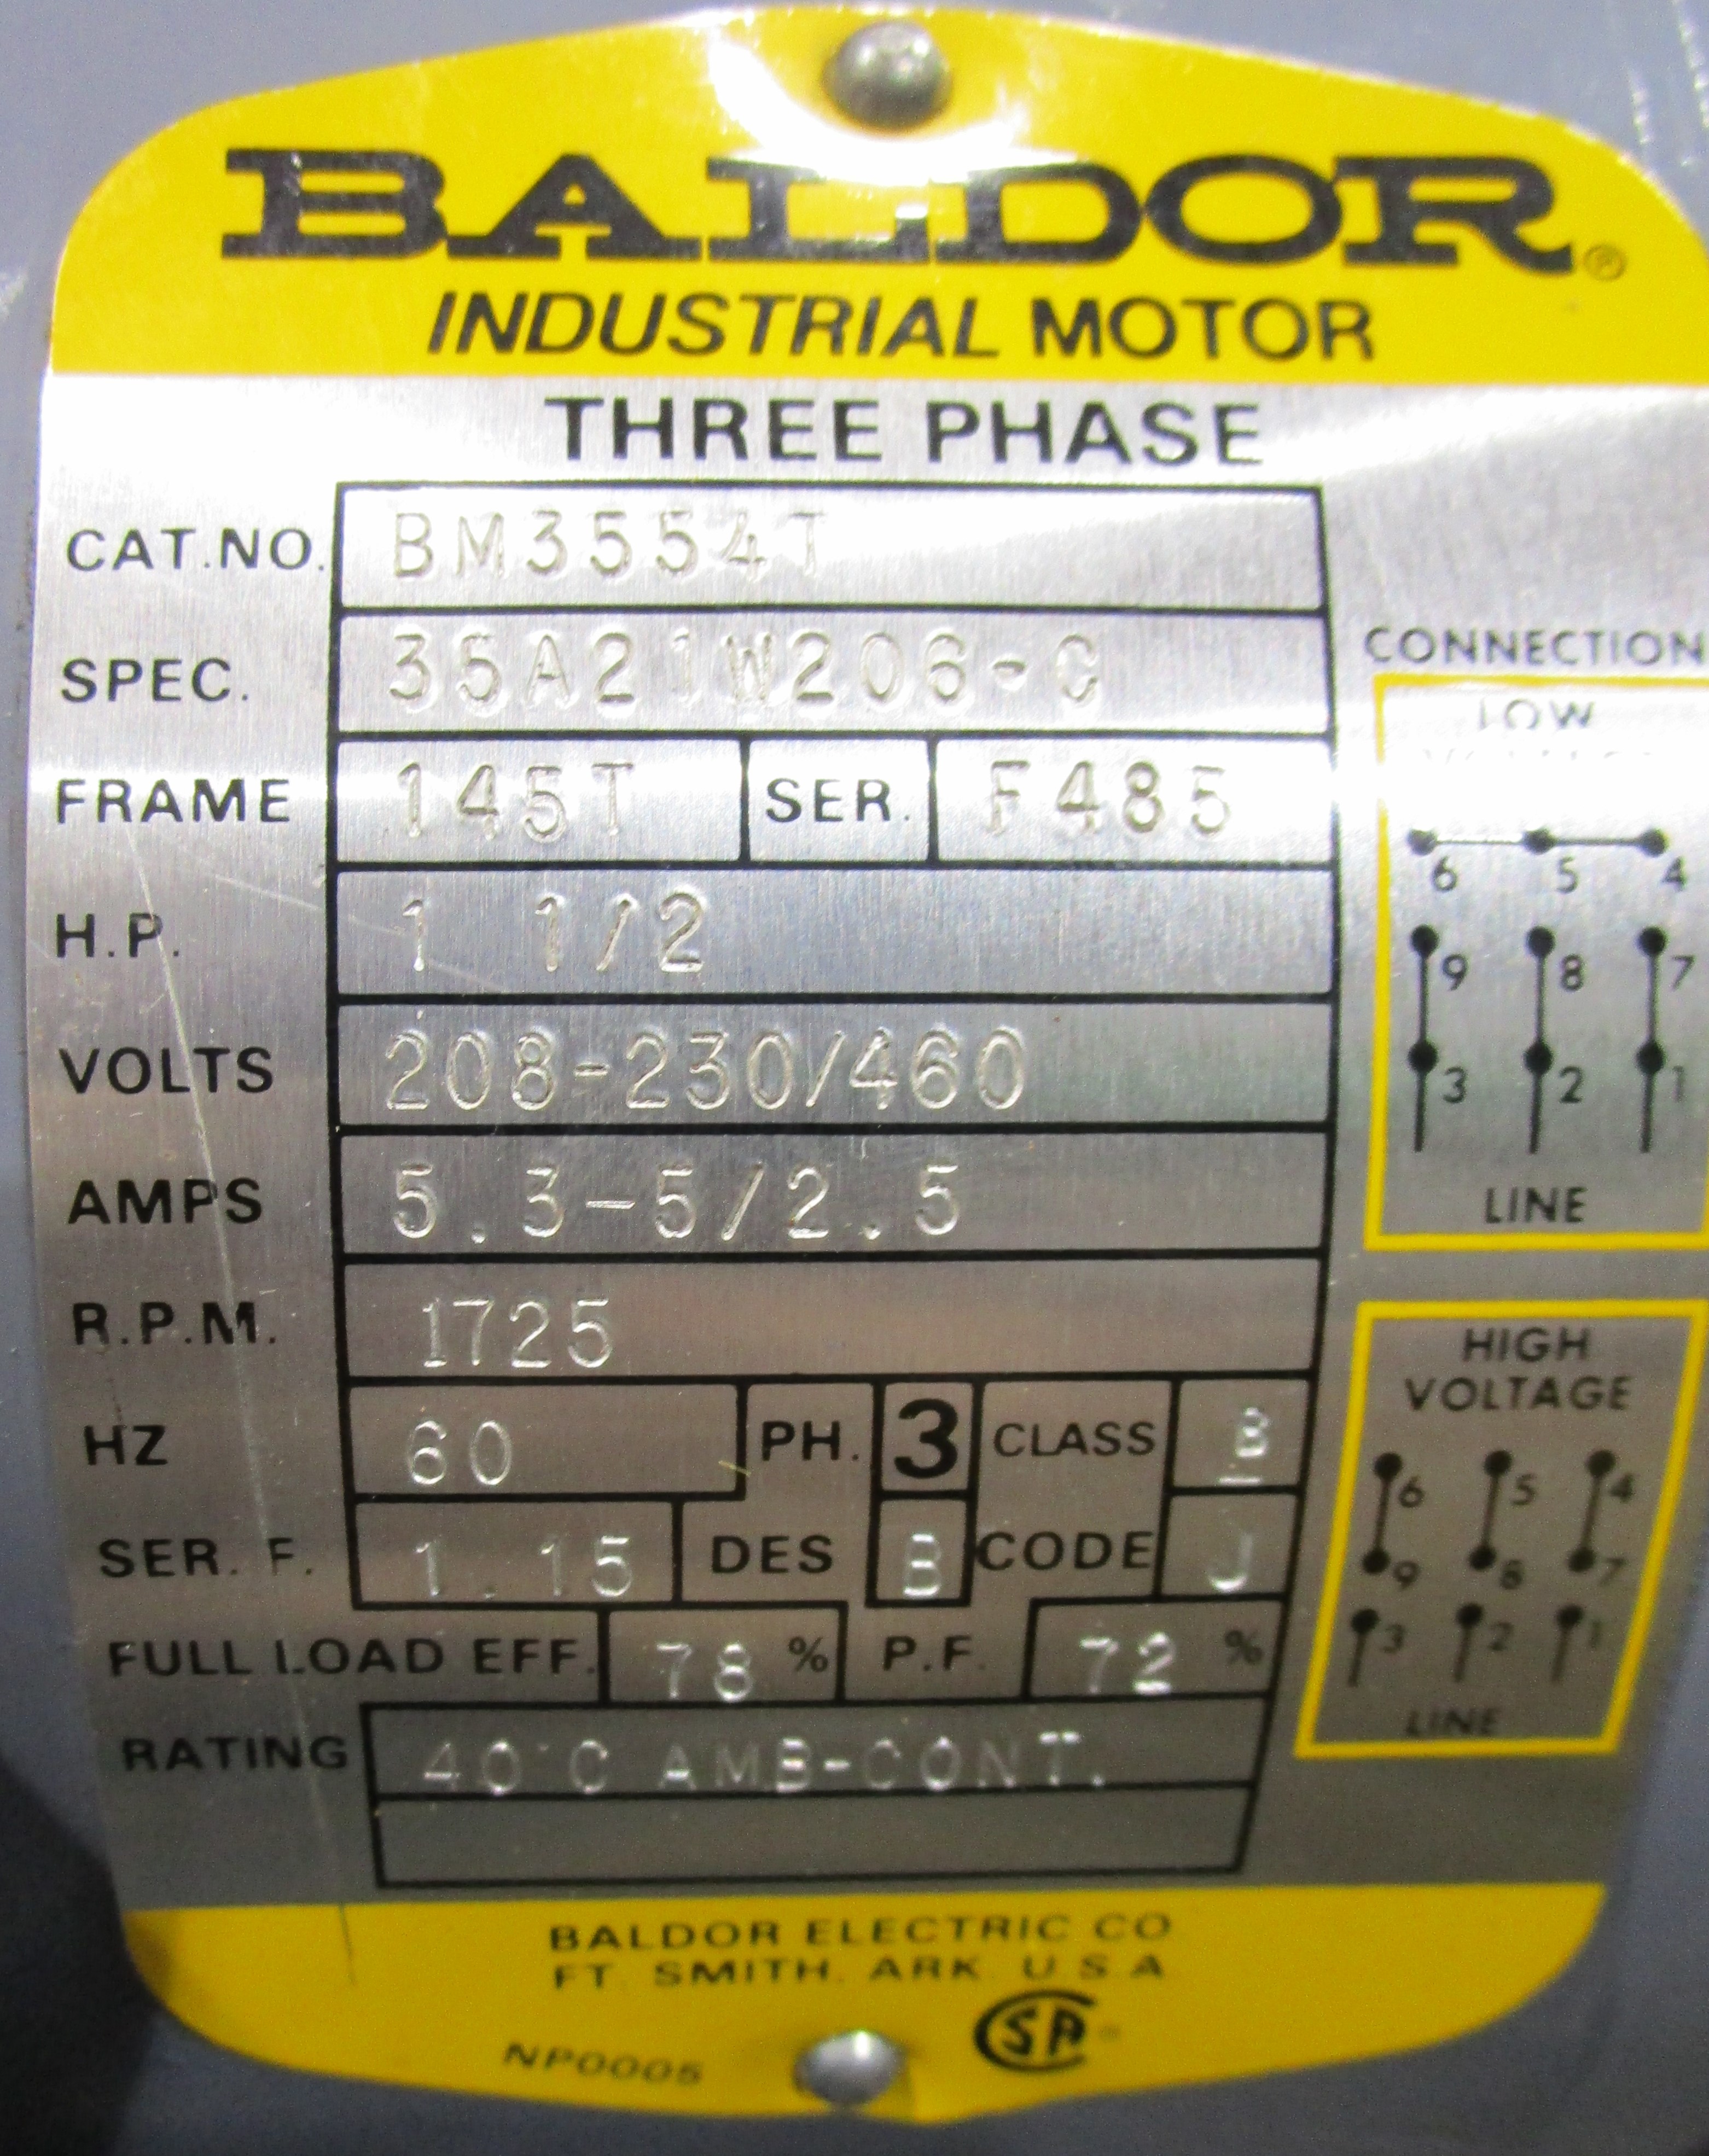 BALDOR®
INDUSTRIAL MOTOR
THREE PHASE
CAT.NO. BM3554T
SPEC. 35A21W206-C
FRAME 145T SER. F485
H.P. 1 1/2
VOLTS 208-230/460
AMPS 5.3-5/2.5
R.P.M. 1725
HZ 60 PH. 3 CLASS B
SER. F. 1.15 DES B CODE J
FULL LOAD EFF. 78 % P.F. 72 %
RATING 40°C AMB-CONT.
CONNECTION
LOW
6 5 4
9 8 7
3 2 1
LINE
HIGH
VOLTAGE
6 5 4
9 8 7
3 2 1
LINE
BALDOR ELECTRIC CO
FT. SMITH, ARK U.S.A
NP0005
SA